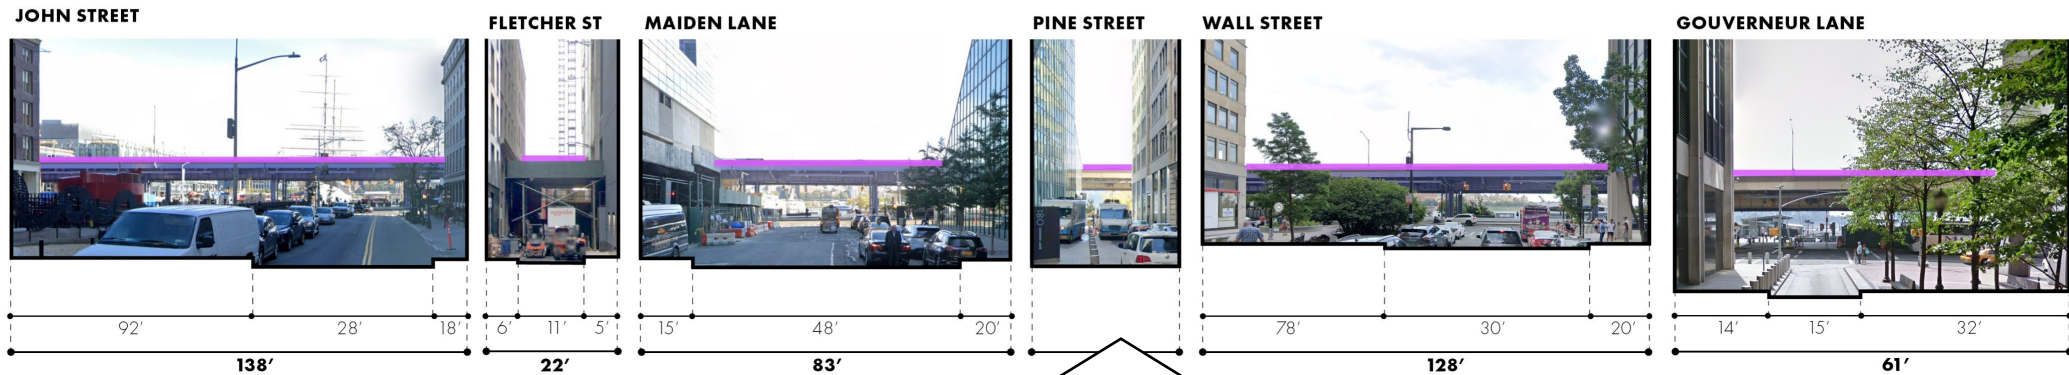 JOHN STREET
FLETCHER ST
MAIDEN LANE
PINE STREET
WALL STREET
GOUVERNEUR LANE
92' 28' 18'
6' 11' 5'
15' 48' 20'
78' 30' 20'
14' 15' 32'
138'
22'
83'
128'
61'